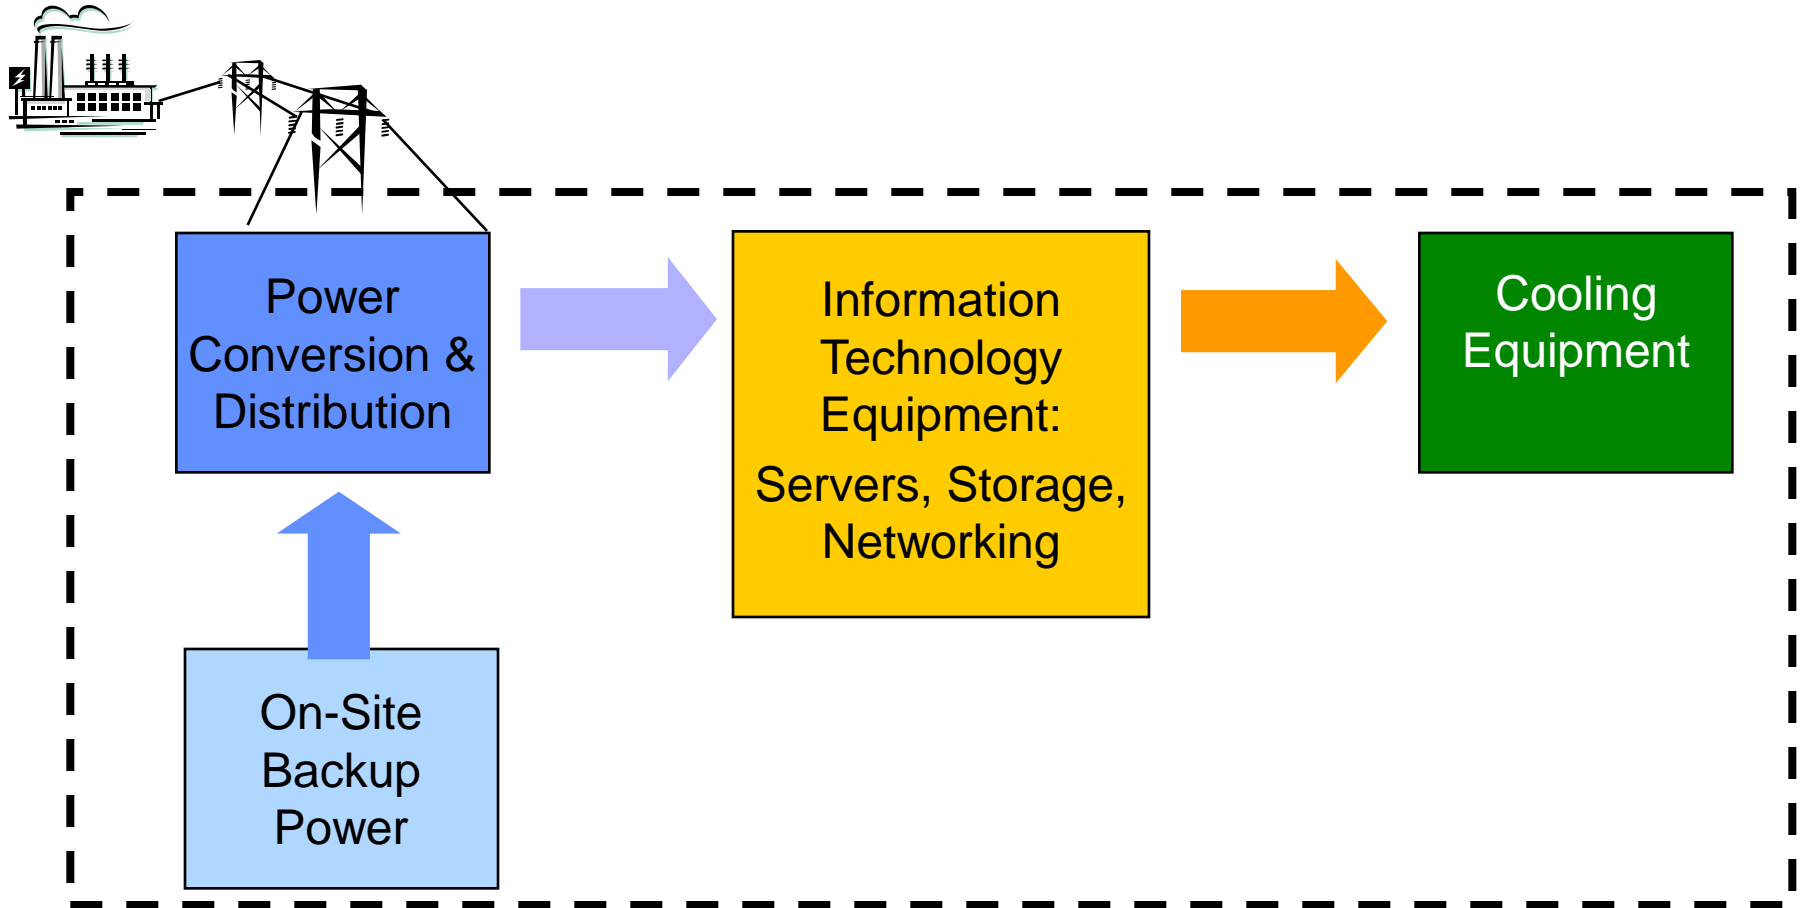 Power
Conversion &
Distribution
Information
Technology
Equipment:
Servers, Storage,
Networking
Cooling
Equipment
On-Site
Backup
Power